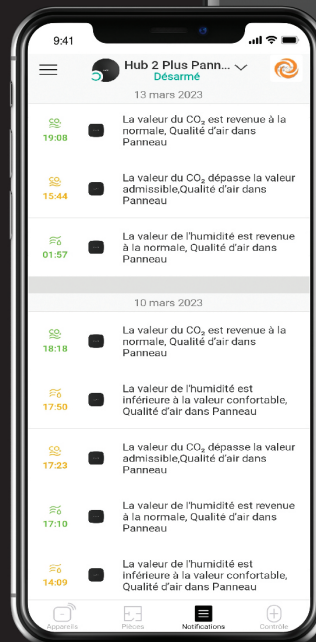 9:41
Hub 2 Plus Pann...
Désarmé
13 mars 2023
CO₂
19:08
La valeur du CO₂ est revenue à la
normale, Qualité d'air dans
Panneau
CO₂
15:44
La valeur du CO₂ dépasse la valeur
admissible,Qualité d'air dans
Panneau
01:57
La valeur de l'humidité est revenue
à la normale, Qualité d'air dans
Panneau
10 mars 2023
CO₂
18:18
La valeur du CO₂ est revenue à la
normale, Qualité d'air dans
Panneau
17:50
La valeur de l'humidité est
inférieure à la valeur confortable,
Qualité d'air dans Panneau
CO₂
17:23
La valeur du CO₂ dépasse la valeur
admissible,Qualité d'air dans
Panneau
17:10
La valeur de l'humidité est revenue
à la normale, Qualité d'air dans
Panneau
14:09
La valeur de l'humidité est
inférieure à la valeur confortable,
Qualité d'air dans Panneau
Appareils
Pièces
Notifications
Contrôle